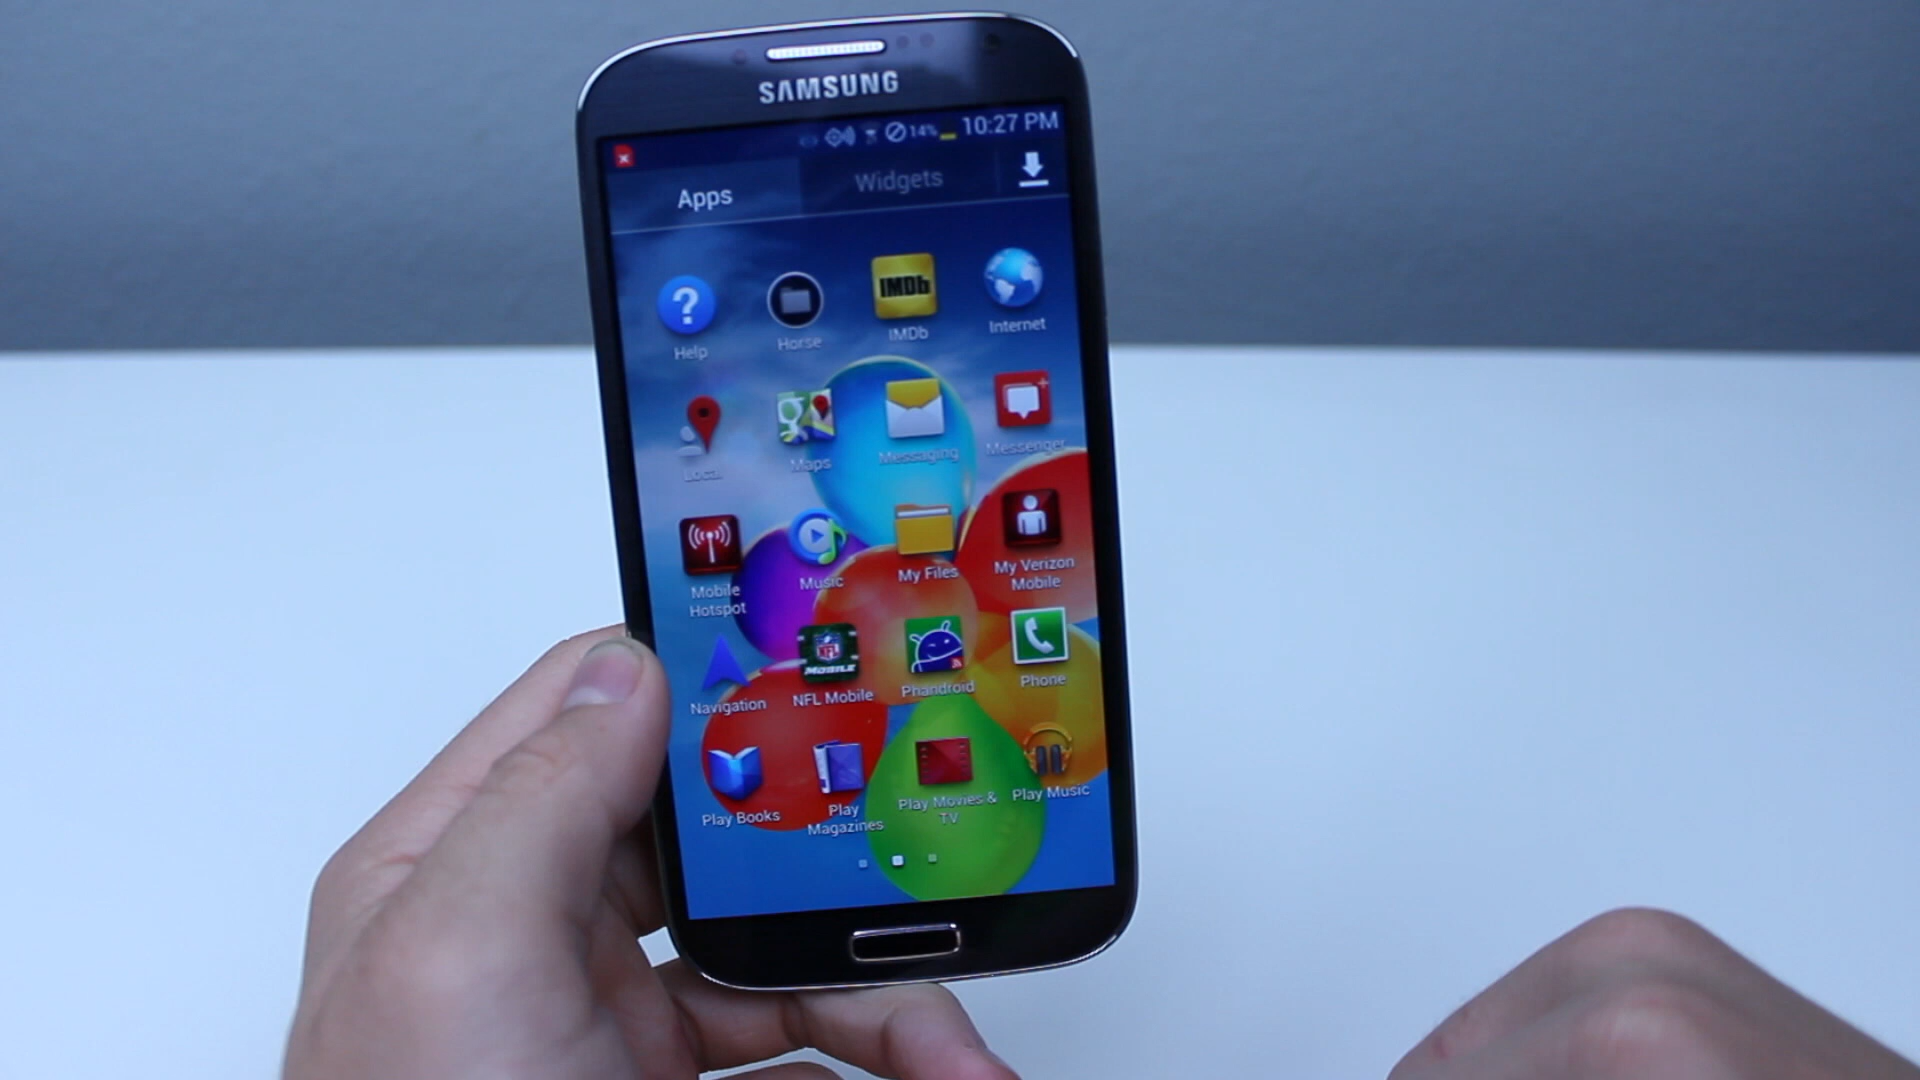 SAMSUNG
14% 10:27 PM
Apps Widgets
? IMDb
Help Horse IMDb Internet
Local Maps Messaging Messenger
Mobile Hotspot Music My Files My Verizon Mobile
NFL MOBILE
Navigation NFL Mobile Phandroid Phone
Play Books Play Magazines Play Movies & TV Play Music